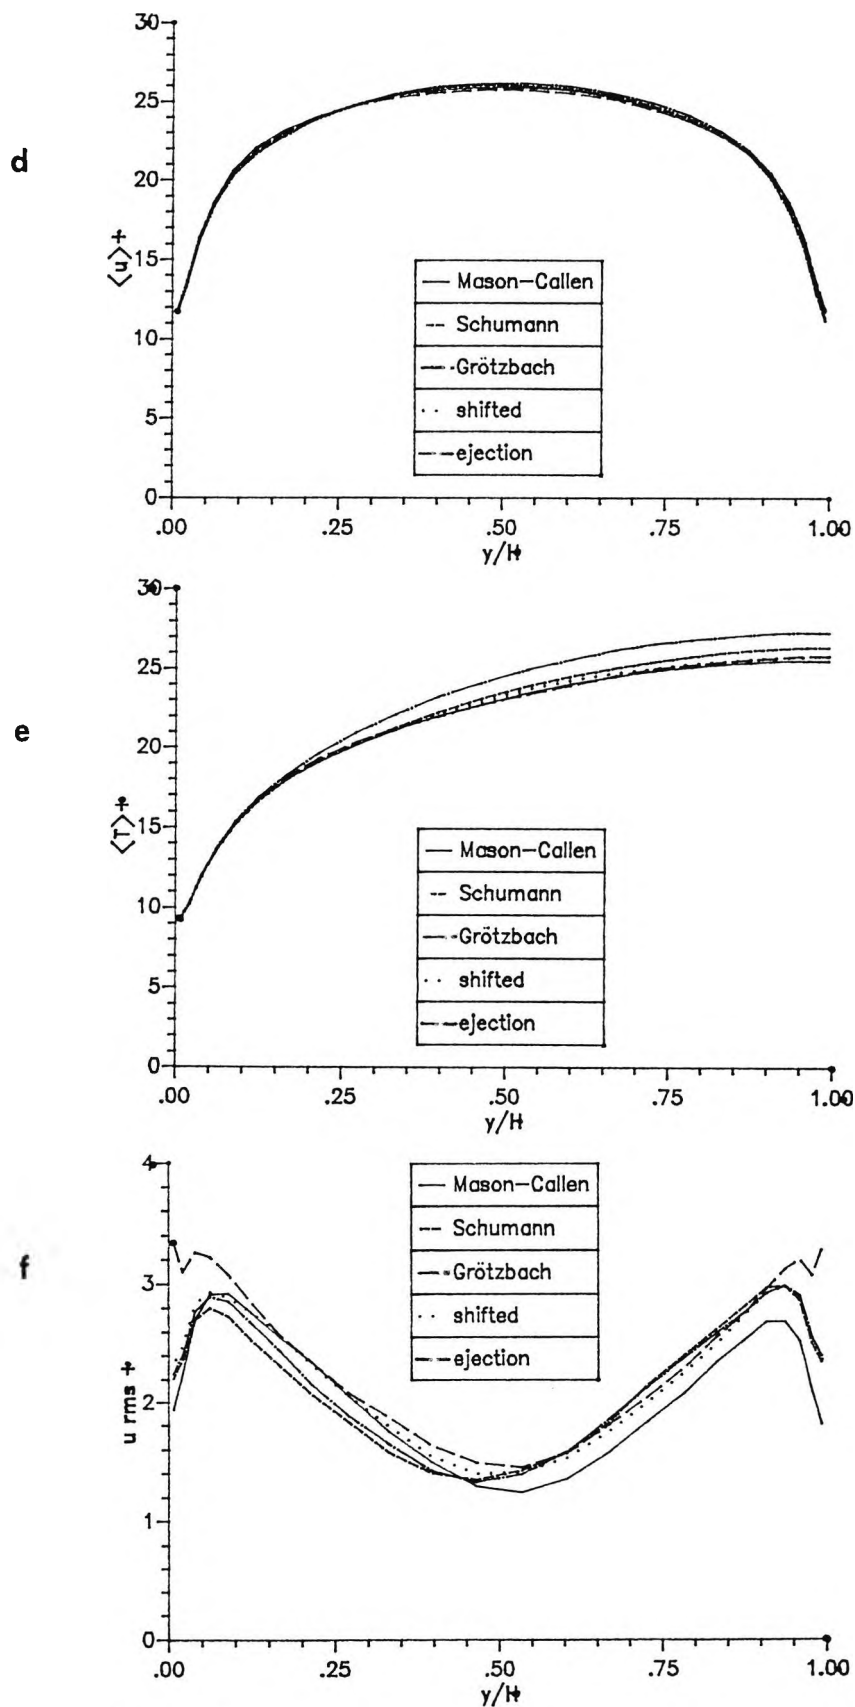 d
30
25
20
15
10
5
0
<u>+
Mason-Callen
Schumann
Grötzbach
shifted
ejection
.00 .25 .50 .75 1.00
y/H
e
30
25
20
15
10
5
0
<T>+
Mason-Callen
Schumann
Grötzbach
shifted
ejection
.00 .25 .50 .75 1.00
y/H
f
4
3
2
1
0
u rms +
Mason-Callen
Schumann
Grötzbach
shifted
ejection
.00 .25 .50 .75 1.00
y/H